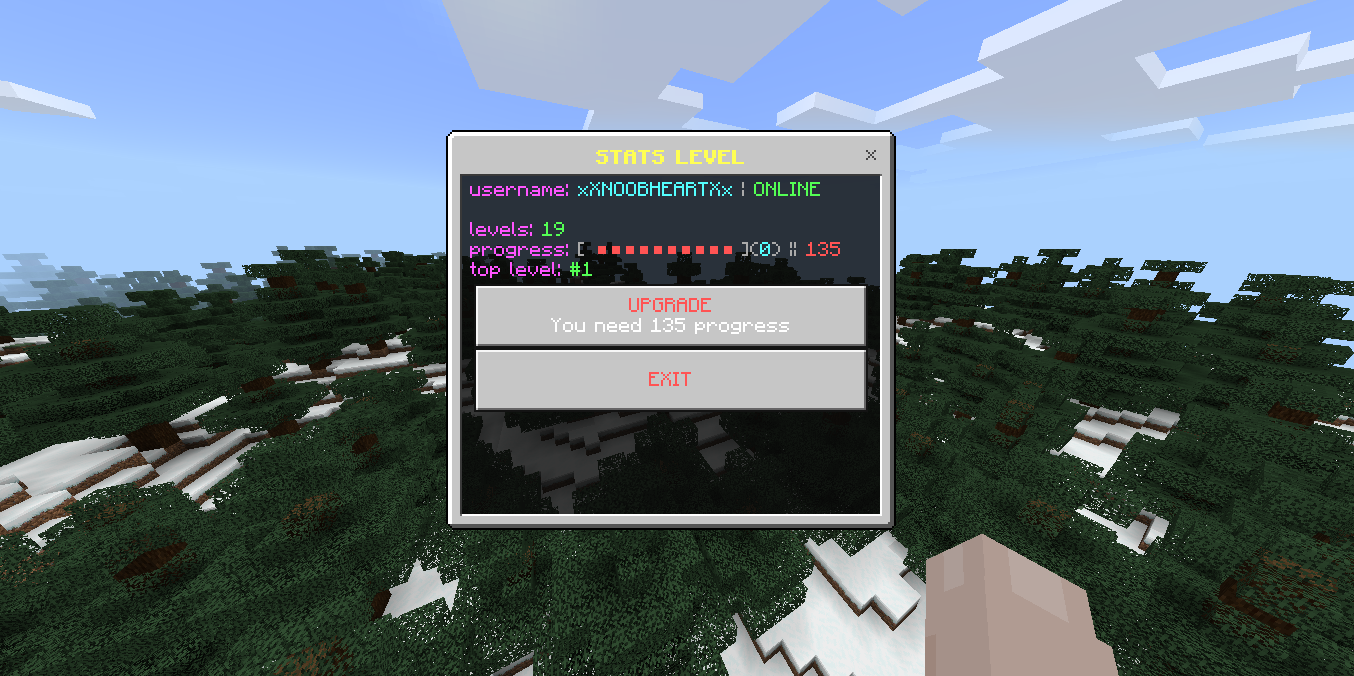 STATS LEVEL
username: xXNOOBHEARTXx ¦ ONLINE
levels: 19
progress: [ ■ ■ ■ ■ ■ ■ ■ ■ ■ ■ ](0) ¦¦ 135
top level: #1
UPGRADE
You need 135 progress
EXIT